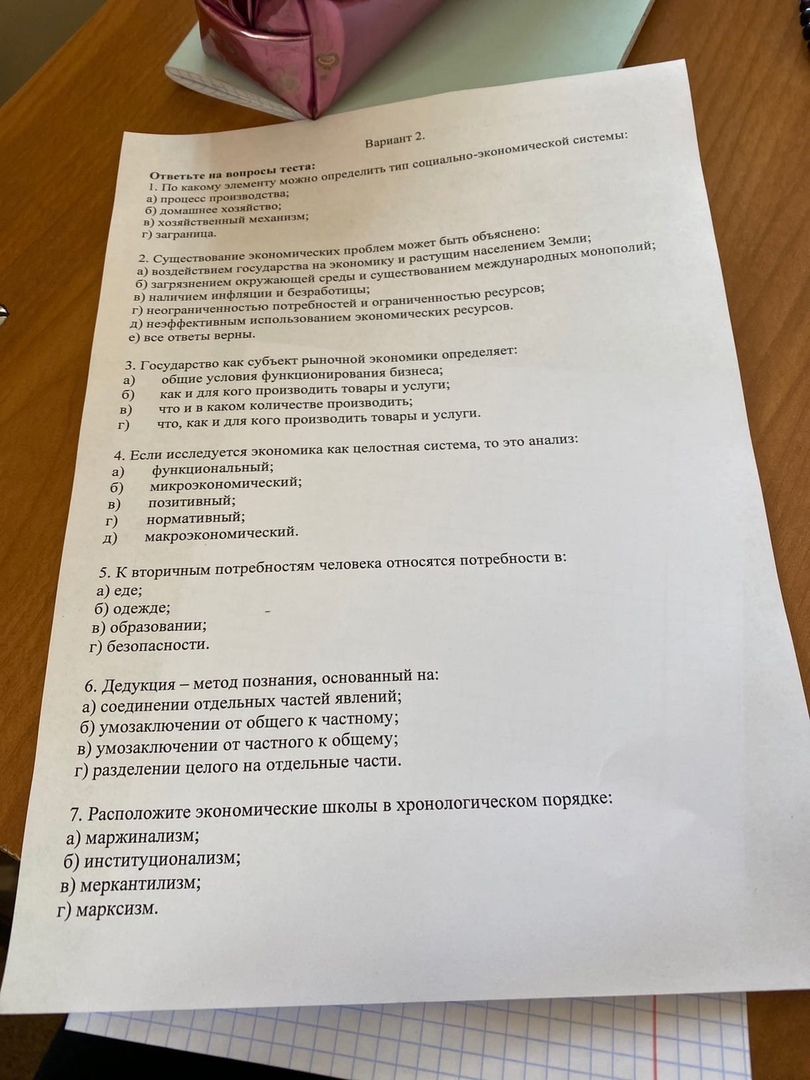 Вариант 2.
Ответьте на вопросы теста:
1. По какому элементу можно определить тип социально-экономической системы:
а) процесс производства;
б) домашнее хозяйство;
в) хозяйственный механизм;
г) заграница.
2. Существование экономических проблем может быть объяснено:
а) воздействием государства на экономику и растущим населением Земли;
б) загрязнением окружающей среды и существованием международных монополий;
в) наличием инфляции и безработицы;
г) неограниченностью потребностей и ограниченностью ресурсов;
д) неэффективным использованием экономических ресурсов.
е) все ответы верны.
3. Государство как субъект рыночной экономики определяет:
а) общие условия функционирования бизнеса;
б) как и для кого производить товары и услуги;
в) что и в каком количестве производить;
г) что, как и для кого производить товары и услуги.
4. Если исследуется экономика как целостная система, то это анализ:
а) функциональный;
б) микроэкономический;
в) позитивный;
г) нормативный;
д) макроэкономический.
5. К вторичным потребностям человека относятся потребности в:
а) еде;
б) одежде;
в) образовании;
г) безопасности.
6. Дедукция – метод познания, основанный на:
а) соединении отдельных частей явлений;
б) умозаключении от общего к частному;
в) умозаключении от частного к общему;
г) разделении целого на отдельные части.
7. Расположите экономические школы в хронологическом порядке:
а) маржинализм;
б) институционализм;
в) меркантилизм;
г) марксизм.